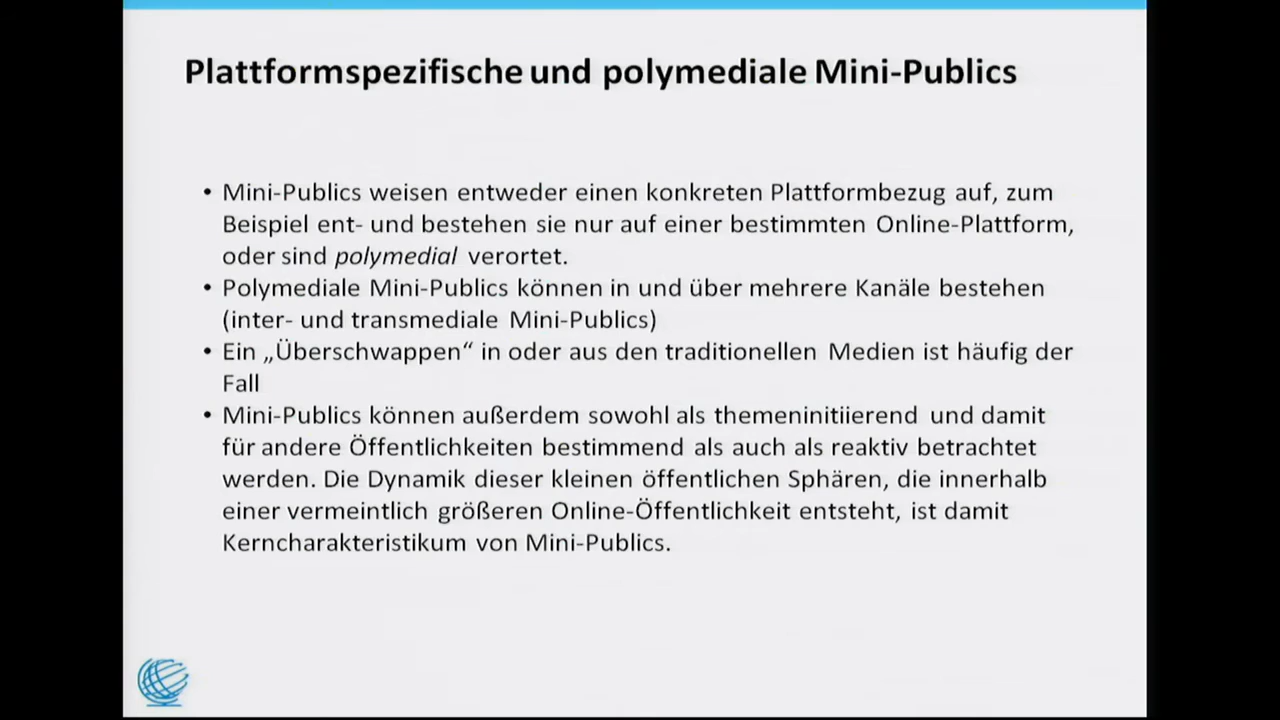 Plattformspezifische und polymediale Mini-Publics
• Mini-Publics weisen entweder einen konkreten Plattformbezug auf, zum
Beispiel ent- und bestehen sie nur auf einer bestimmten Online-Plattform,
oder sind polymedial verortet.
• Polymediale Mini-Publics können in und über mehrere Kanäle bestehen
(inter- und transmediale Mini-Publics)
• Ein „Überschwappen“ in oder aus den traditionellen Medien ist häufig der
Fall
• Mini-Publics können außerdem sowohl als themeninitiierend und damit
für andere Öffentlichkeiten bestimmend als auch als reaktiv betrachtet
werden. Die Dynamik dieser kleinen öffentlichen Sphären, die innerhalb
einer vermeintlich größeren Online-Öffentlichkeit entsteht, ist damit
Kerncharakteristikum von Mini-Publics.